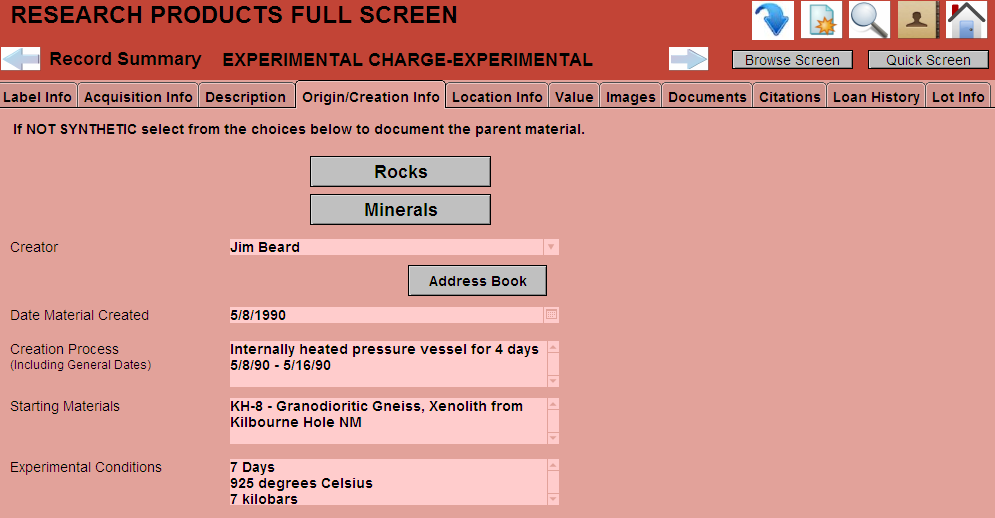 RESEARCH PRODUCTS FULL SCREEN
Record Summary EXPERIMENTAL CHARGE-EXPERIMENTAL Browse Screen Quick Screen
Label Info Acquisition Info Description Origin/Creation Info Location Info Value Images Documents Citations Loan History Lot Info
If NOT SYNTHETIC select from the choices below to document the parent material.
Rocks
Minerals
Creator Jim Beard
Address Book
Date Material Created 5/8/1990
Creation Process Internally heated pressure vessel for 4 days
(Including General Dates) 5/8/90 - 5/16/90
Starting Materials KH-8 - Granodioritic Gneiss, Xenolith from
Kilbourne Hole NM
Experimental Conditions 7 Days
925 degrees Celsius
7 kilobars